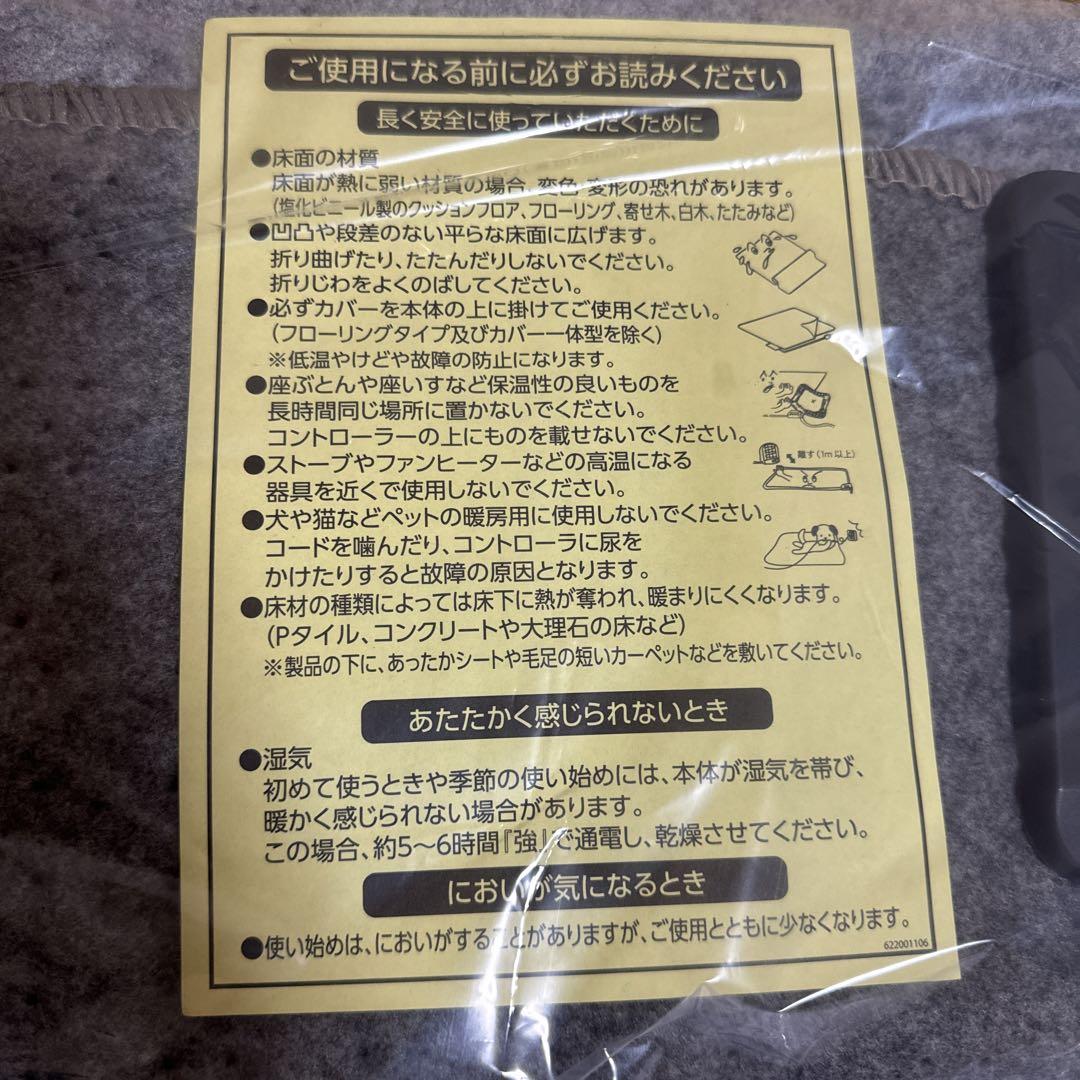 ご使用になる前に必ずお読みください
長く安全に使っていただくために
●床面の材質
床面が熱に弱い材質の場合、変色・変形の恐れがあります。
(塩化ビニール製のクッションフロア、フローリング、寄せ木、白木、たたみなど)
●凹凸や段差のない平らな床面に広げます。
折り曲げたり、たたんだりしないでください。
折りじわをよくのばしてください。
●必ずカバーを本体の上に掛けてご使用ください。
(フローリングタイプ及びカバー一体型を除く)
※低温やけどや故障の防止になります。
●座ぶとんや座いすなど保温性の良いものを
長時間同じ場所に置かないでください。
コントローラーの上にものを載せないでください。
●ストーブやファンヒーターなどの高温になる
器具を近くで使用しないでください。
離す(1m以上)
●犬や猫などペットの暖房用に使用しないでください。
コードを噛んだり、コントローラに尿を
かけたりすると故障の原因となります。
●床材の種類によっては床下に熱が奪われ、暖まりにくくなります。
(Pタイル、コンクリートや大理石の床など)
※製品の下に、あったかシートや毛足の短いカーペットなどを敷いてください。
あたたかく感じられないとき
●湿気
初めて使うときや季節の使い始めには、本体が湿気を帯び、
暖かく感じられない場合があります。
この場合、約5～6時間『強』で通電し、乾燥させてください。
においが気になるとき
●使い始めは、においがすることがありますが、ご使用とともに少なくなります。
622001106